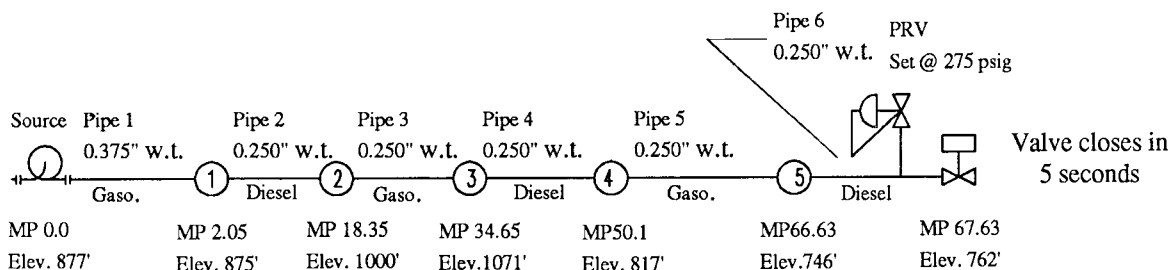 Pipe 6
0.250" w.t.
PRV
Set @ 275 psig
Source
Pipe 1
0.375" w.t.
Pipe 2
0.250" w.t.
Pipe 3
0.250" w.t.
Pipe 4
0.250" w.t.
Pipe 5
0.250" w.t.
Valve closes in
5 seconds
Gaso.
1
Diesel
2
Gaso.
3
Diesel
4
Gaso.
5
Diesel
MP 0.0
Elev. 877'
MP 2.05
Elev. 875'
MP 18.35
Elev. 1000'
MP 34.65
Elev.1071'
MP50.1
Elev. 817'
MP66.63
Elev.746'
MP 67.63
Elev. 762'